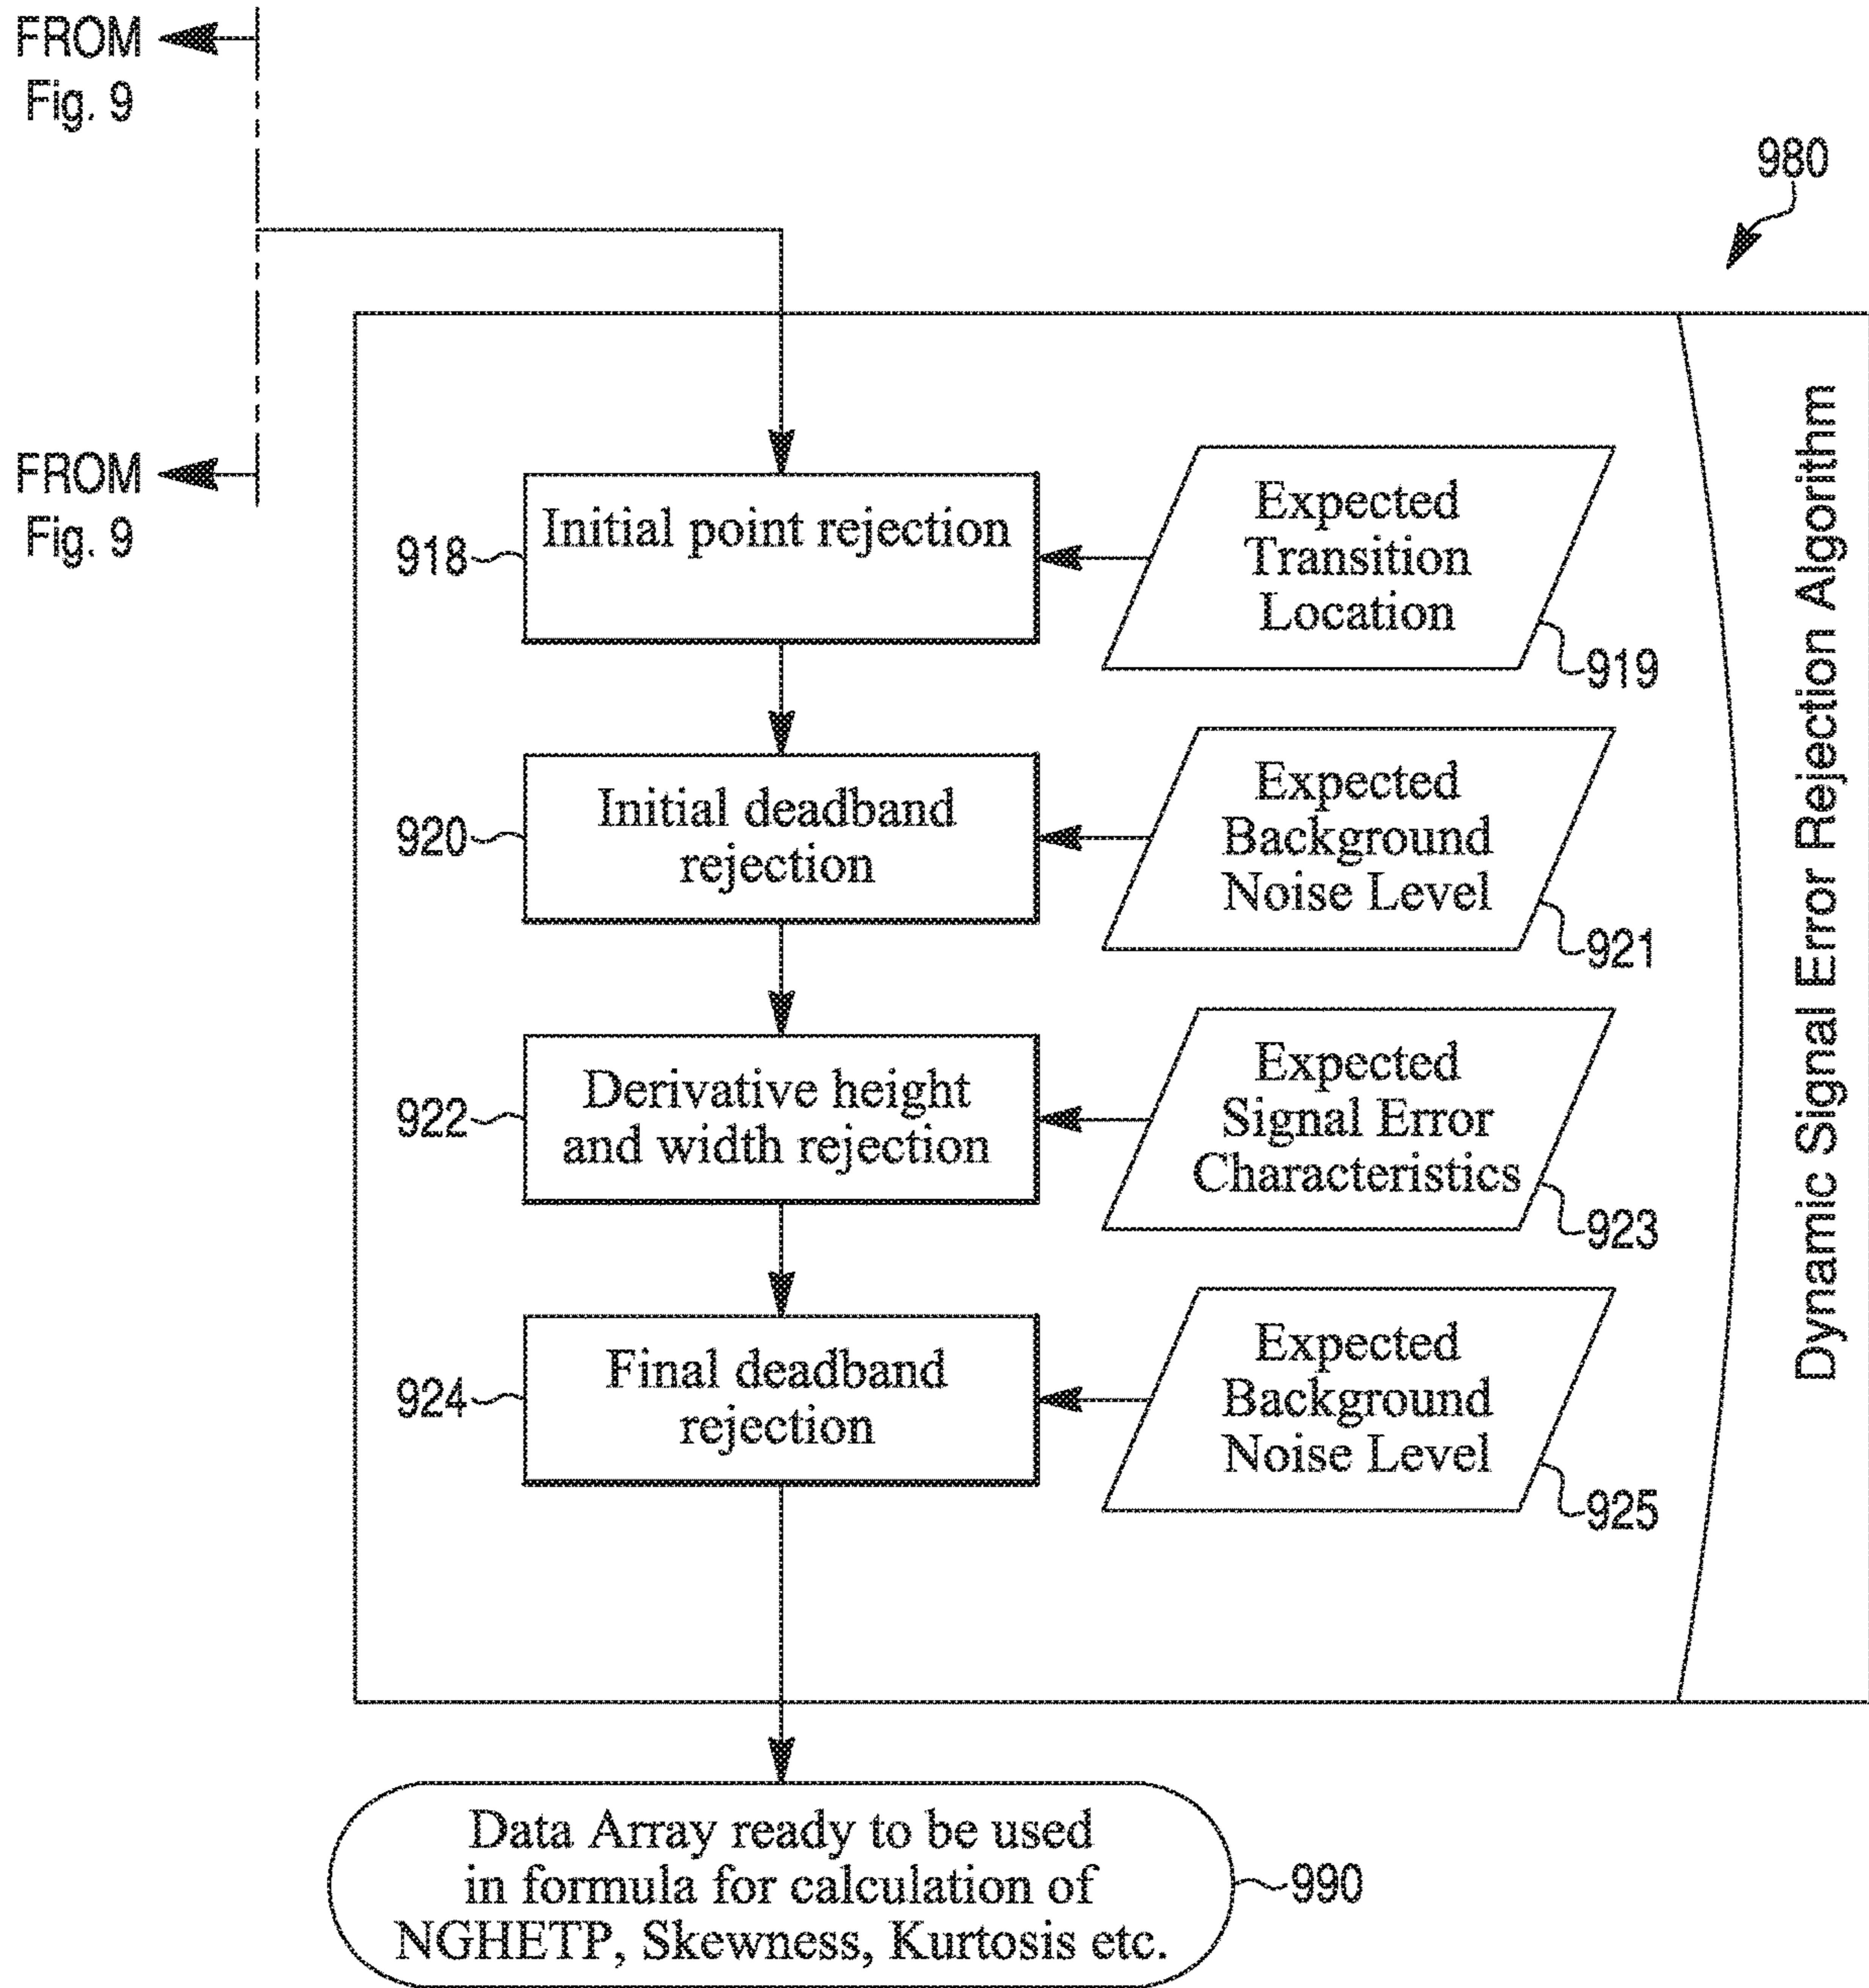 FROM
Fig. 9
980
FROM
Fig. 9
918
Initial point rejection
Expected
Transition
Location
919
920
Initial deadband
rejection
Expected
Background
Noise Level
921
922
Derivative height
and width rejection
Expected
Signal Error
Characteristics
923
924
Final deadband
rejection
Expected
Background
Noise Level
925
Dynamic Signal Error Rejection Algorithm
Data Array ready to be used
in formula for calculation of
NGHETP, Skewness, Kurtosis etc.
990